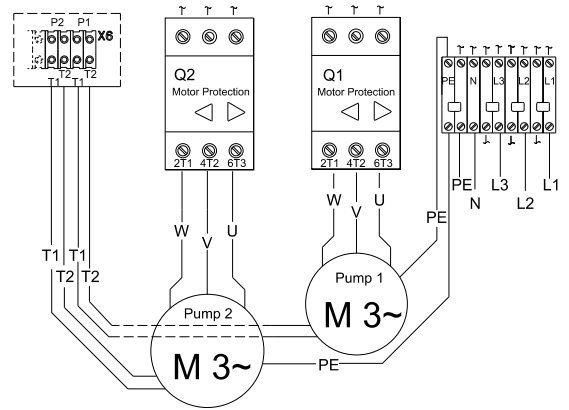 P2 P1
X6
T2 T2
T1 T1
Q2
Motor Protection
2T1 4T2 6T3
Q1
Motor Protection
2T1 4T2 6T3
PE N L3 L2 L1
PE L3 L1
N L2
W V U
W V U
PE
T1 T1
T2 T2
Pump 1
M 3~
Pump 2
M 3~
PE